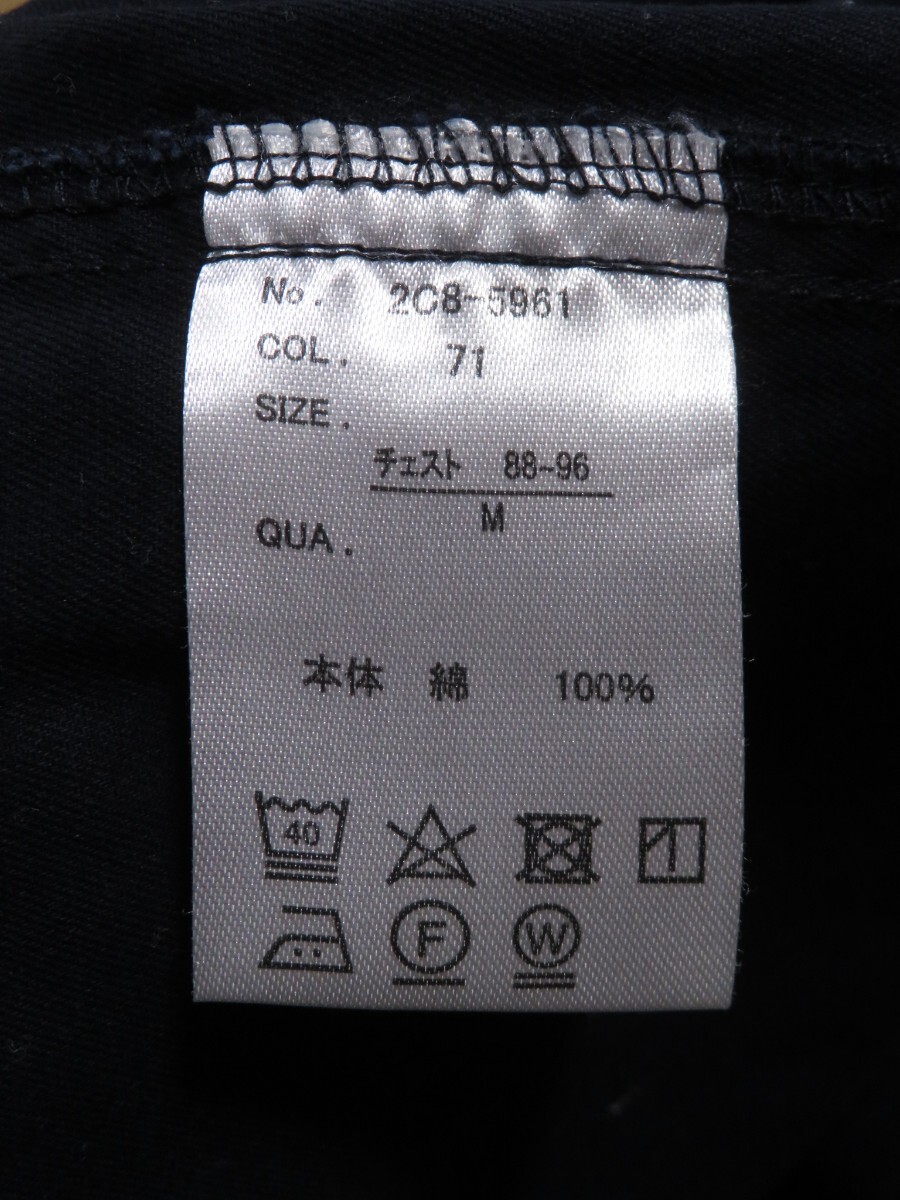 No. 2C8-5961
COL. 71
SIZE.
チェスト 88~96
M
QUA.
本体 綿 100%
40
F W